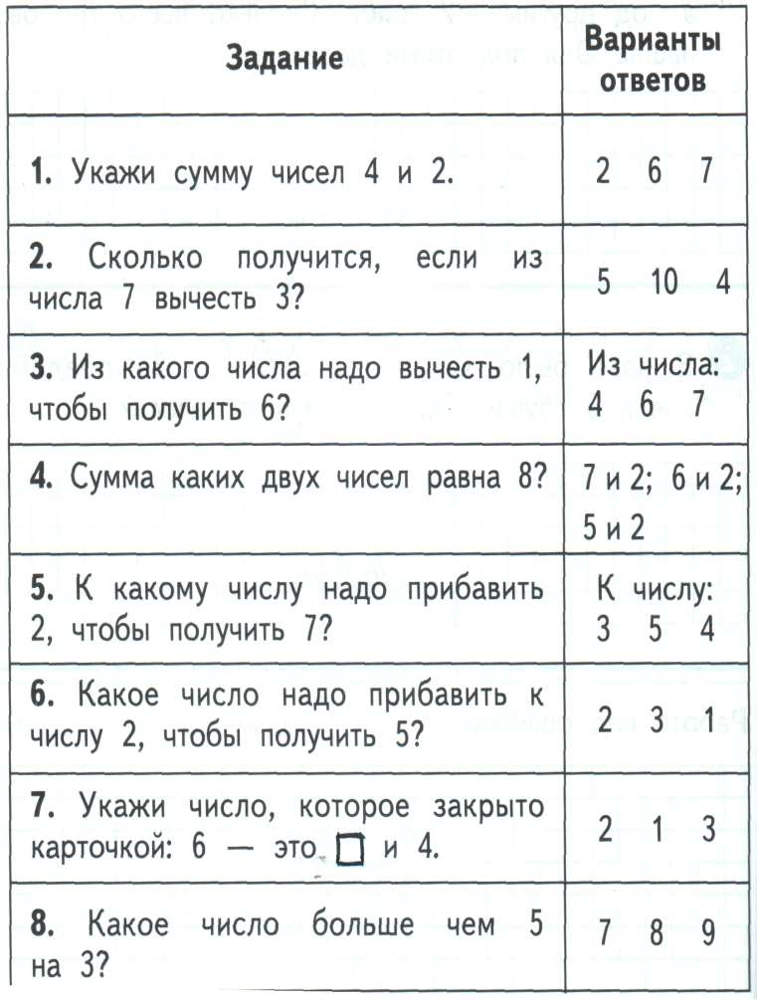 Задание
Варианты
ответов
1. Укажи сумму чисел 4 и 2.
2 6 7
2. Сколько получится, если из
числа 7 вычесть 3?
5 10 4
3. Из какого числа надо вычесть 1,
чтобы получить 6?
Из числа:
4 6 7
4. Сумма каких двух чисел равна 8?
7 и 2; 6 и 2;
5 и 2
5. К какому числу надо прибавить
2, чтобы получить 7?
К числу:
3 5 4
6. Какое число надо прибавить к
числу 2, чтобы получить 5?
2 3 1
7. Укажи число, которое закрыто
карточкой: 6 — это □ и 4.
2 1 3
8. Какое число больше чем 5
на 3?
7 8 9